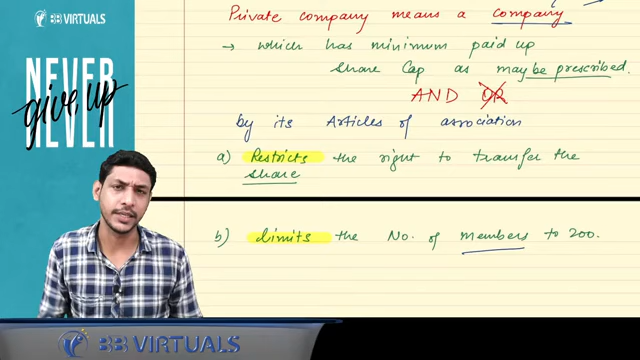 BB VIRTUALS
NEVER
give up
NEVER
Private company means a company
→ which has minimum paid up
share Cap as may be prescribed.
AND OR
by its Articles of association
a) Restricts the right to transfer the
share
b) limits the No. of members to 200.
BB VIRTUALS